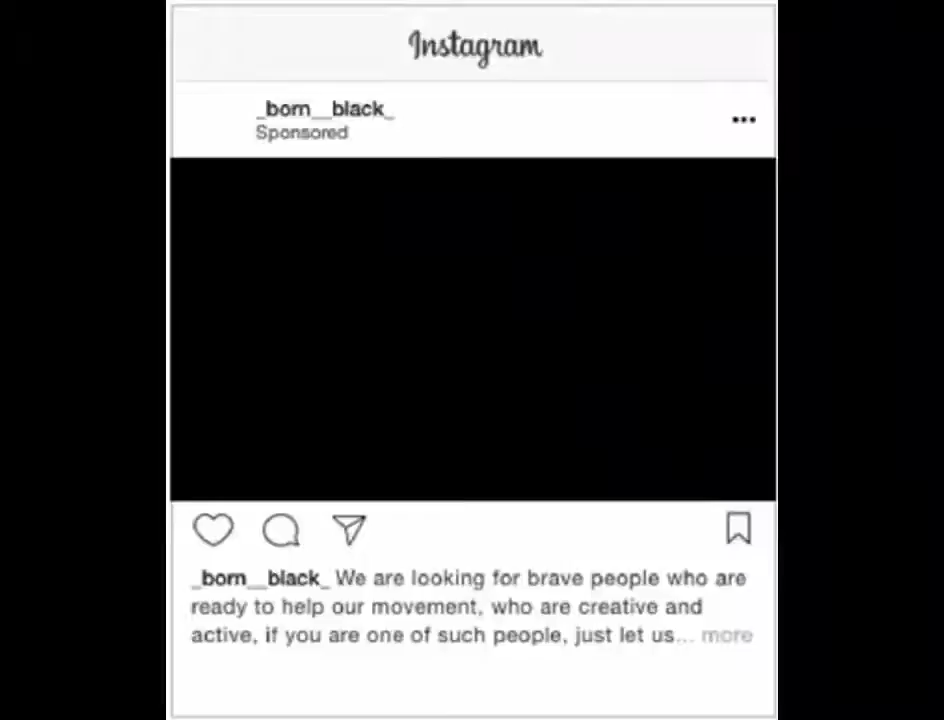 Instagram
_born__black_
Sponsored
_born__black_ We are looking for brave people who are
ready to help our movement, who are creative and
active, if you are one of such people, just let us... more